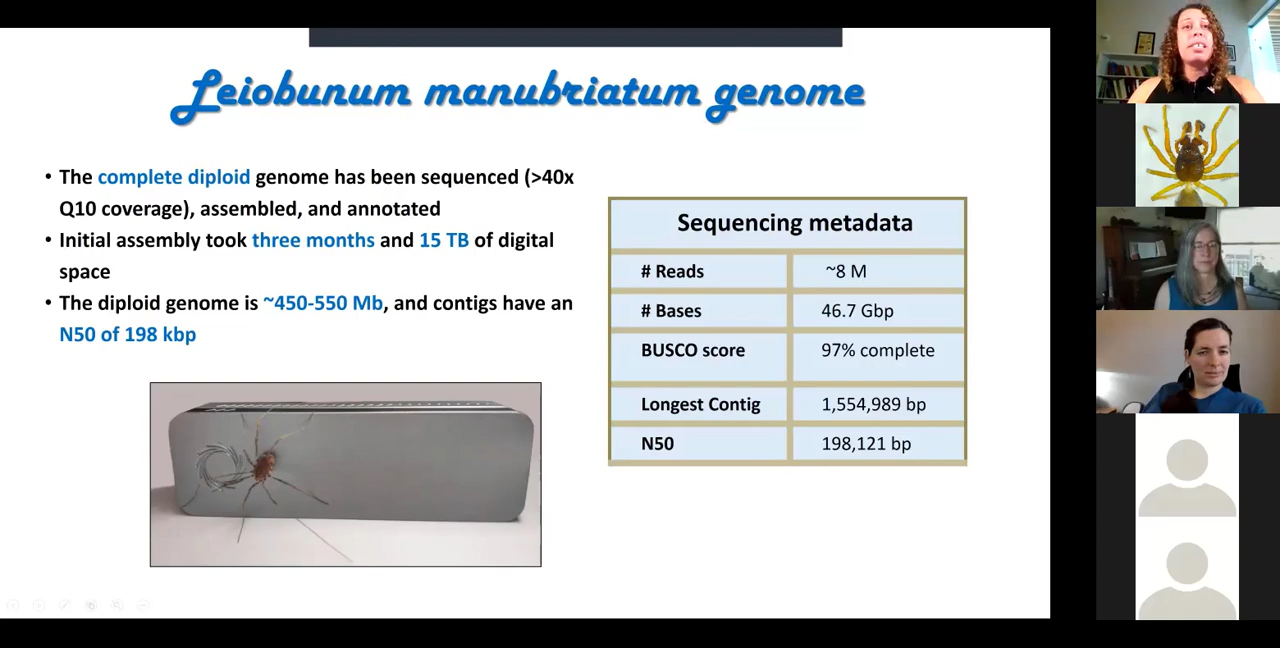 Leiobunum manubriatum genome
• The complete diploid genome has been sequenced (>40x
Q10 coverage), assembled, and annotated
• Initial assembly took three months and 15 TB of digital
space
• The diploid genome is ~450-550 Mb, and contigs have an
N50 of 198 kbp
Sequencing metadata
# Reads ~8 M
# Bases 46.7 Gbp
BUSCO score 97% complete
Longest Contig 1,554,989 bp
N50 198,121 bp